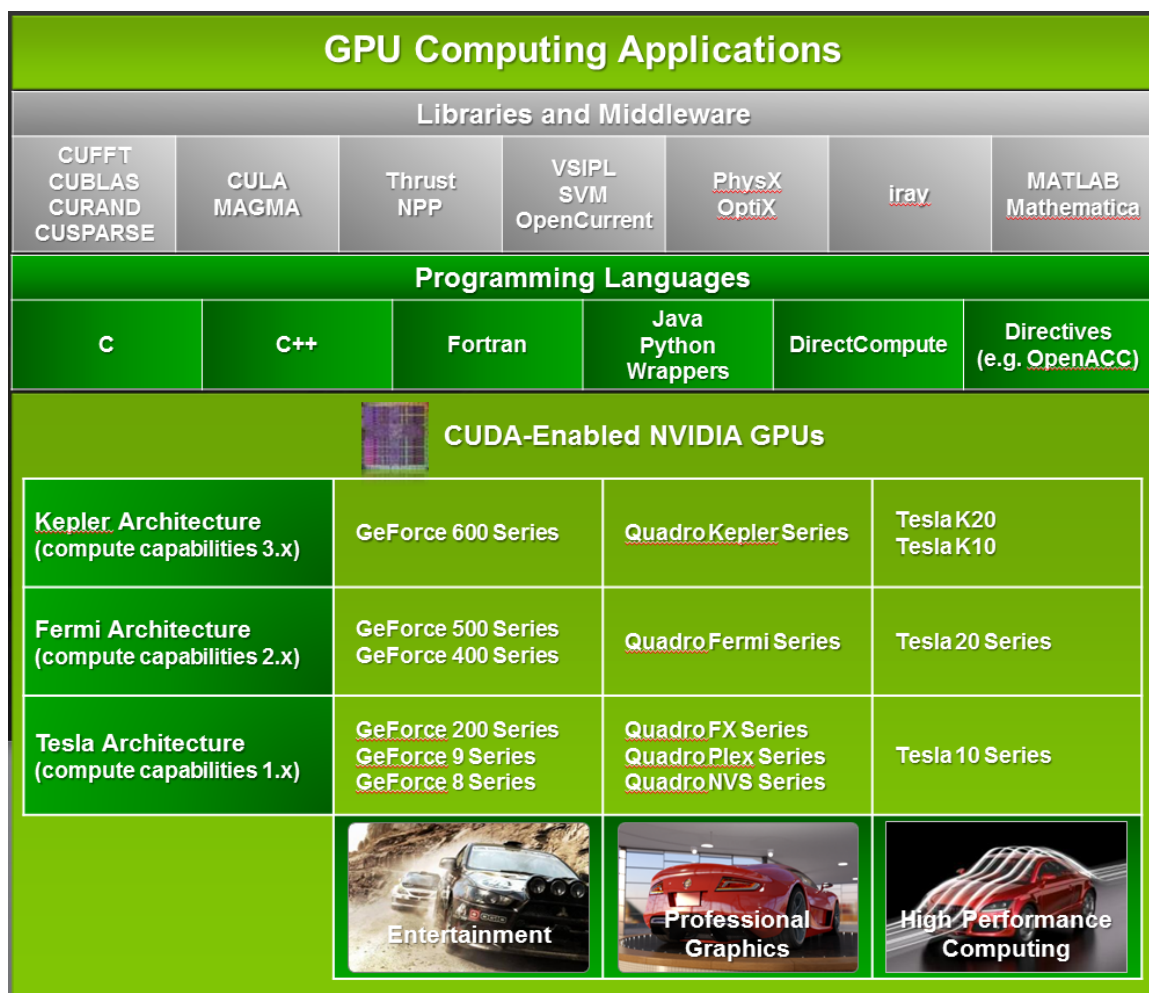 GPU Computing Applications
Libraries and Middleware
CUFFT
CUBLAS
CURAND
CUSPARSE
CULA
MAGMA
Thrust
NPP
VSIPL
SVM
OpenCurrent
PhysX
OptiX
iray
MATLAB
Mathematica
Programming Languages
C
C++
Fortran
Java
Python
Wrappers
DirectCompute
Directives
(e.g. OpenACC)
CUDA-Enabled NVIDIA GPUs
Kepler Architecture
(compute capabilities 3.x)
GeForce 600 Series
Quadro Kepler Series
Tesla K20
Tesla K10
Fermi Architecture
(compute capabilities 2.x)
GeForce 500 Series
GeForce 400 Series
Quadro Fermi Series
Tesla 20 Series
Tesla Architecture
(compute capabilities 1.x)
GeForce 200 Series
GeForce 9 Series
GeForce 8 Series
Quadro FX Series
Quadro Plex Series
Quadro NVS Series
Tesla 10 Series
Entertainment
Professional
Graphics
High Performance
Computing